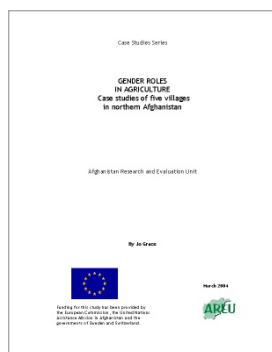 Case Studies Series
GENDER ROLES
IN AGRICULTURE
Case studies of five villages
in northern Afghanistan
Afghanistan Research and Evaluation Unit
By Jo Grace
March 2004
AREU
Funding for this study has been provided by
the European Commission, the United Nations
Assistance Mission in Afghanistan and the
governments of Sweden and Switzerland.